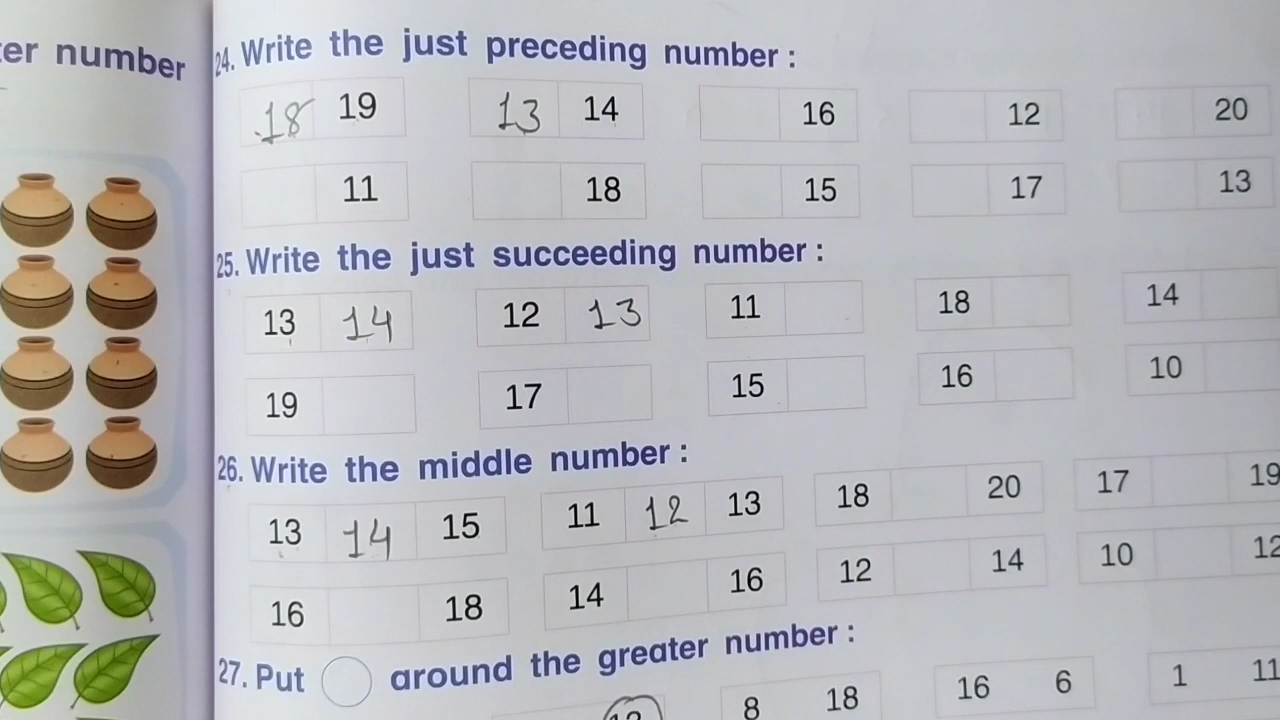 number
24. Write the just preceding number :
18 19 13 14 16 12 20
11 18 15 17 13
25. Write the just succeeding number :
13 14 12 13 11 18 14
19 17 15 16 10
26. Write the middle number :
13 14 15 11 12 13 18 20 17 19
16 18 14 16 12 14 10 12
27. Put around the greater number :
8 18 16 6 1 11